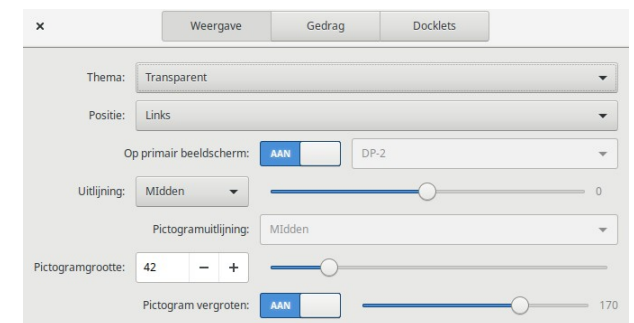 × Weergave Gedrag Docklets
Thema: Transparent
Positie: Links
Op primair beeldscherm: AAN DP-2
Uitlijning: MIdden 0
Pictogramuitlijning: MIdden
Pictogramgrootte: 42 − +
Pictogram vergroten: AAN 170